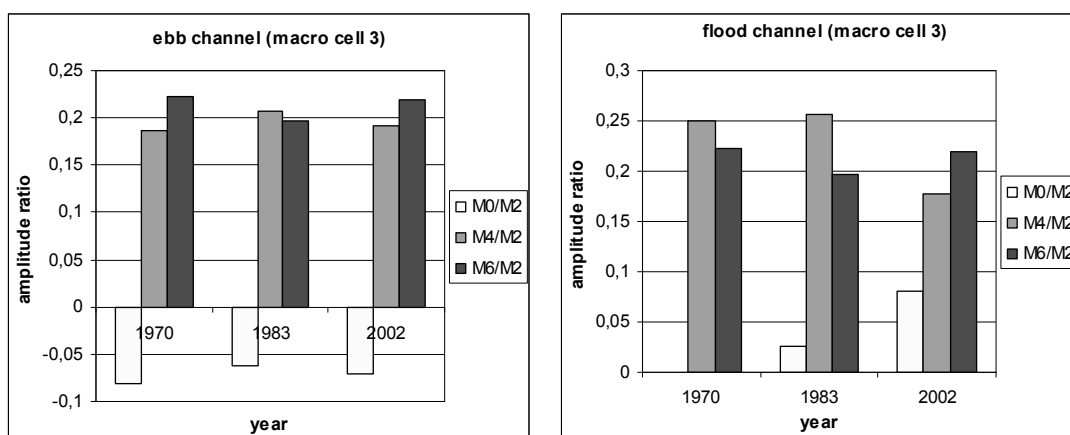 ebb channel (macro cell 3)
0,25
0,2
0,15
0,1
0,05
0
-0,05
-0,1
amplitude ratio
1970
1983
2002
year
M0/M2
M4/M2
M6/M2
flood channel (macro cell 3)
0,3
0,25
0,2
0,15
0,1
0,05
0
amplitude ratio
1970
1983
2002
year
M0/M2
M4/M2
M6/M2